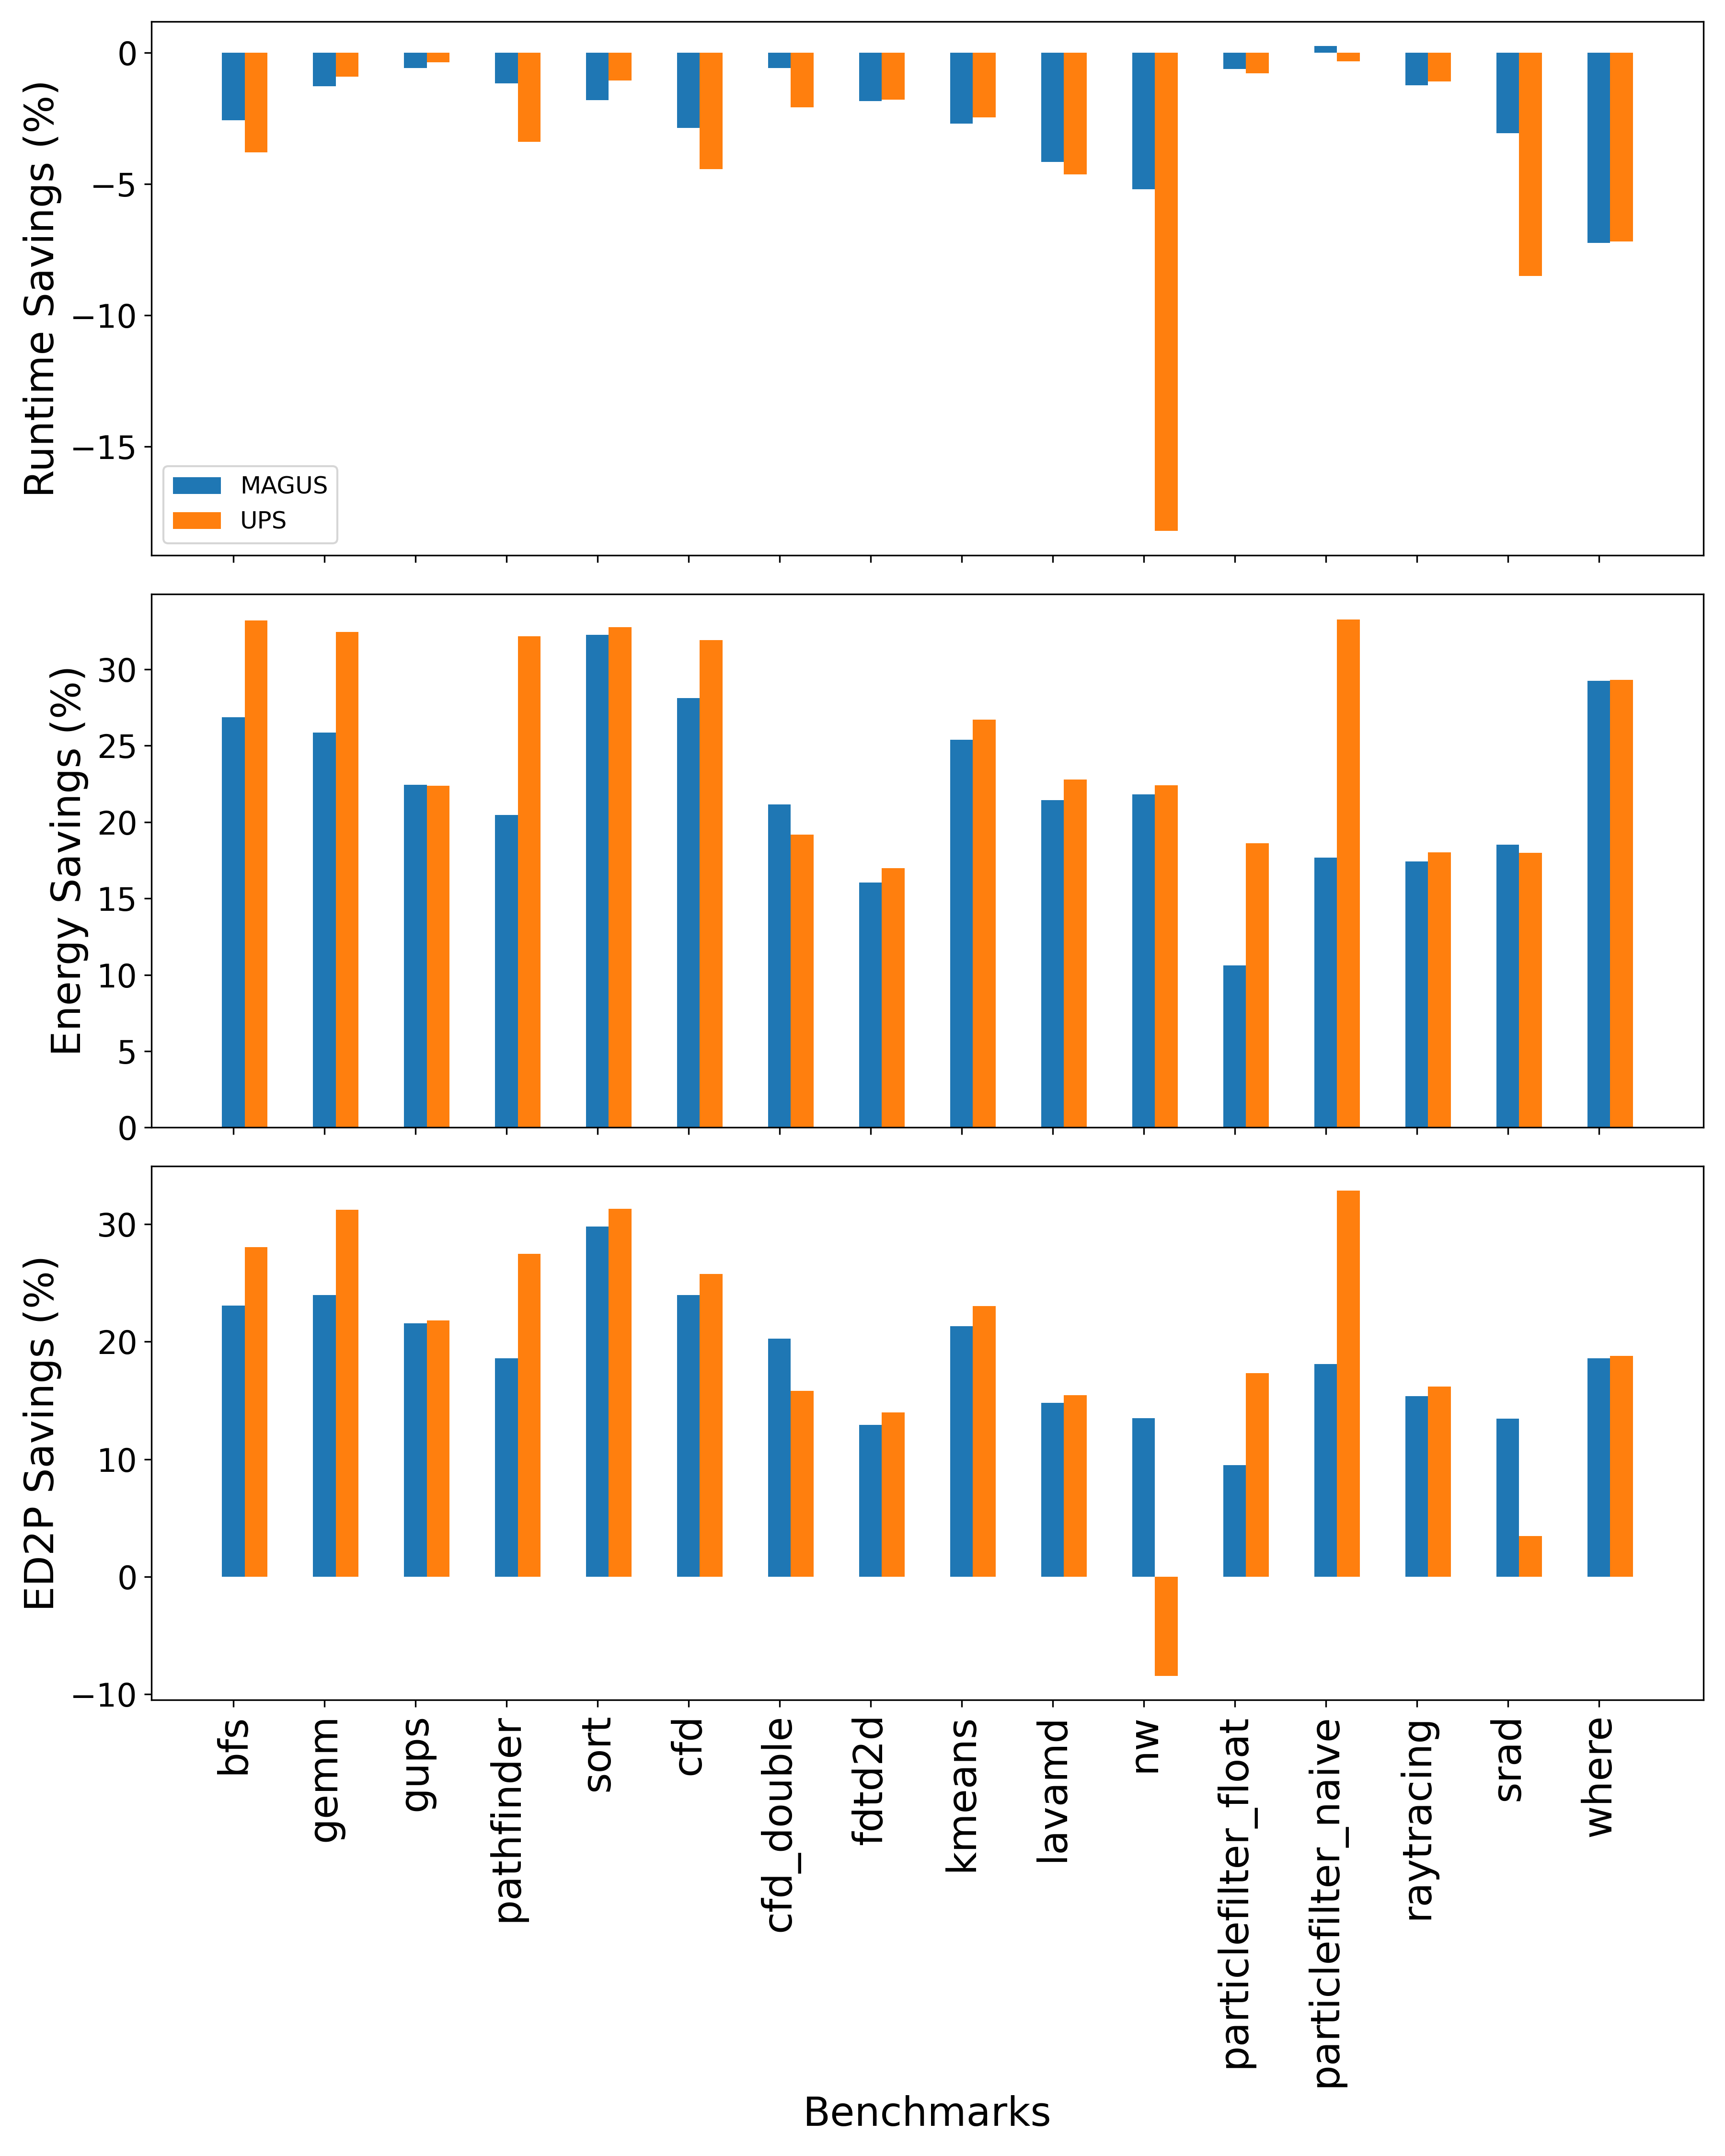 Runtime Savings (%)
0
−5
−10
−15
MAGUS
UPS
Energy Savings (%)
30
25
20
15
10
5
0
ED2P Savings (%)
30
20
10
0
−10
bfs
gemm
gups
pathfinder
sort
cfd
cfd_double
fdtd2d
kmeans
lavamd
nw
particlefilter_float
particlefilter_naive
raytracing
srad
where
Benchmarks